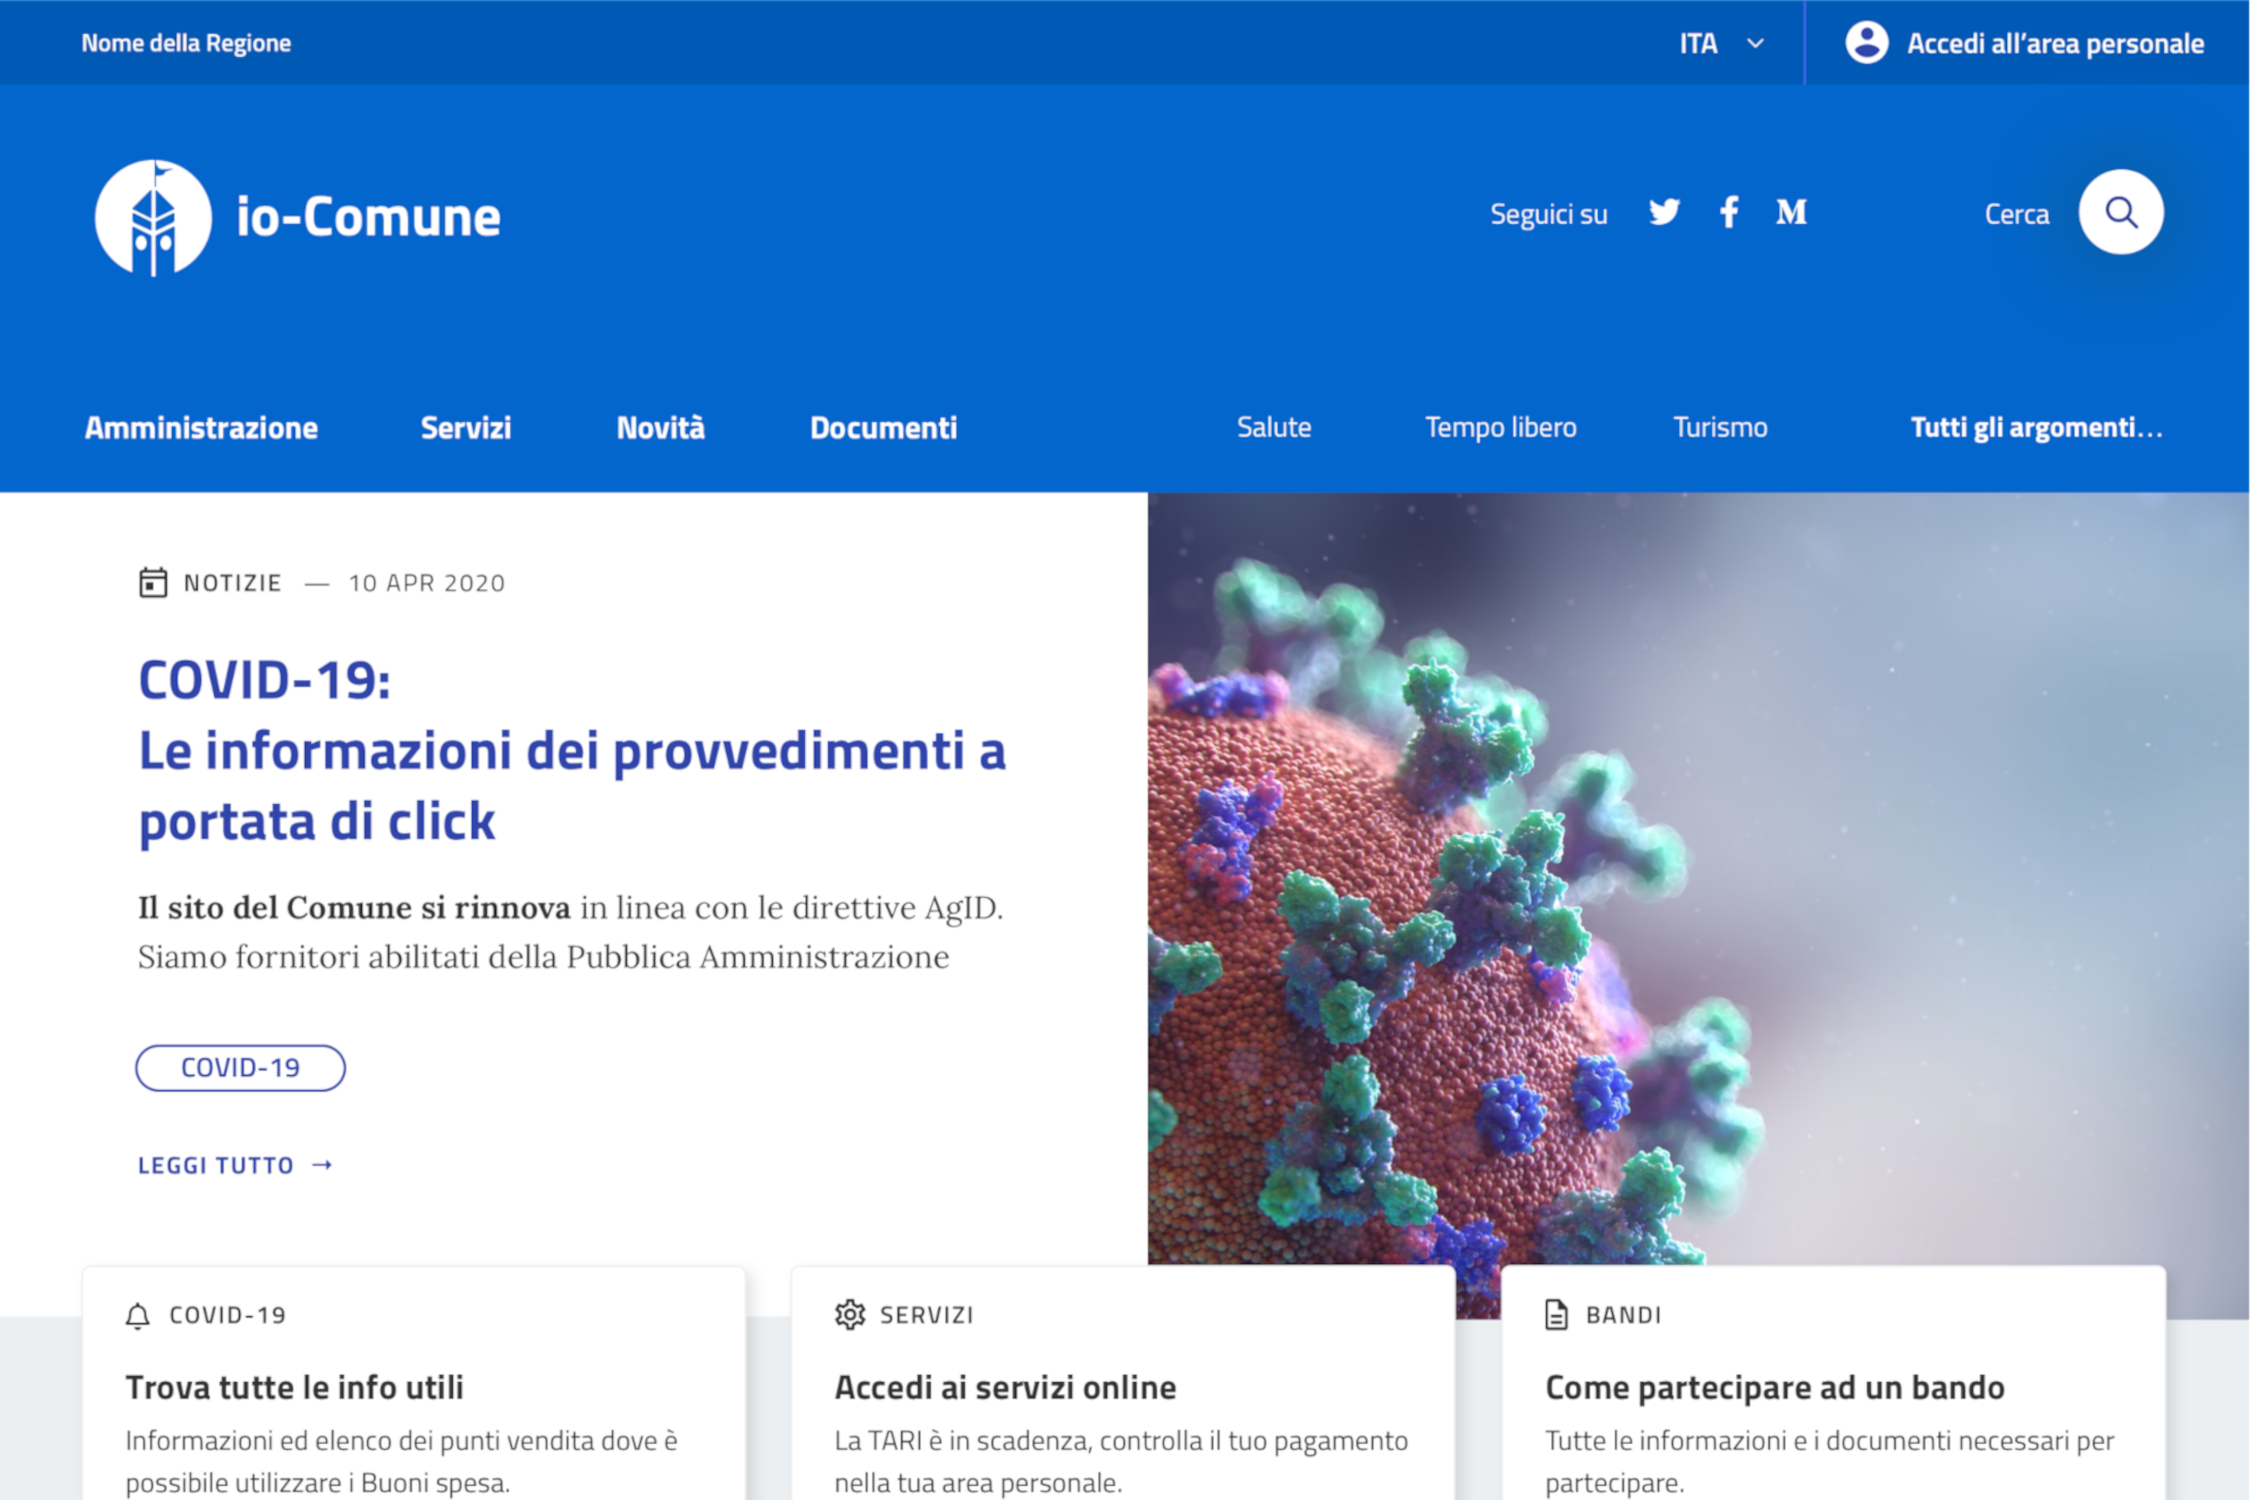 Nome della Regione
ITA
Accedi all’area personale
io-Comune
Seguici su
Cerca
Amministrazione
Servizi
Novità
Documenti
Salute
Tempo libero
Turismo
Tutti gli argomenti...
NOTIZIE — 10 APR 2020
COVID-19:
Le informazioni dei provvedimenti a
portata di click
Il sito del Comune si rinnova in linea con le direttive AgID.
Siamo fornitori abilitati della Pubblica Amministrazione
COVID-19
LEGGI TUTTO →
COVID-19
Trova tutte le info utili
Informazioni ed elenco dei punti vendita dove è
possibile utilizzare i Buoni spesa.
SERVIZI
Accedi ai servizi online
La TARI è in scadenza, controlla il tuo pagamento
nella tua area personale.
BANDI
Come partecipare ad un bando
Tutte le informazioni e i documenti necessari per
partecipare.